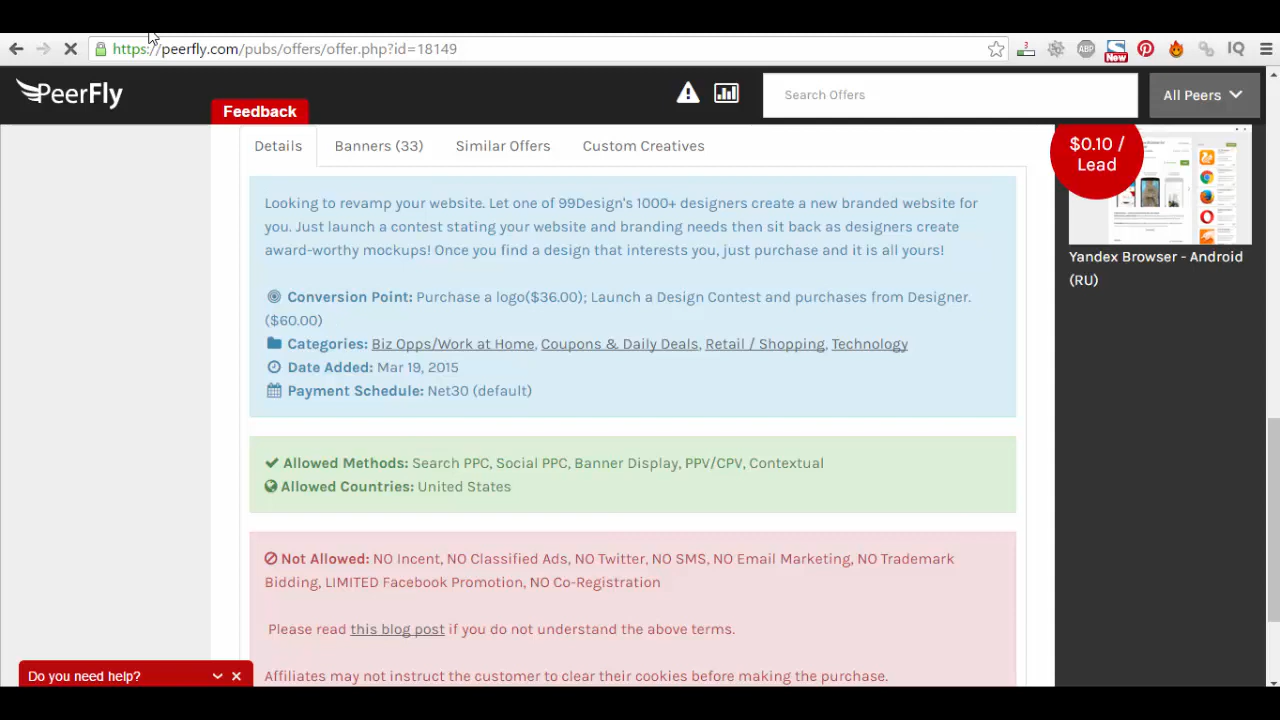 https://peerfly.com/pubs/offers/offer.php?id=18149
3
ABP
New
IQ
PeerFly
Feedback
Search Offers
All Peers
Details
Banners (33)
Similar Offers
Custom Creatives
$0.10 /
Lead
Looking to revamp your website. Let one of 99Design's 1000+ designers create a new branded website for
you. Just launch a contest stating your website and branding needs then sit back as designers create
award-worthy mockups! Once you find a design that interests you, just purchase and it is all yours!
Conversion Point: Purchase a logo($36.00); Launch a Design Contest and purchases from Designer.
($60.00)
Categories: Biz Opps/Work at Home, Coupons & Daily Deals, Retail / Shopping, Technology
Date Added: Mar 19, 2015
Payment Schedule: Net30 (default)
Yandex Browser - Android
(RU)
Allowed Methods: Search PPC, Social PPC, Banner Display, PPV/CPV, Contextual
Allowed Countries: United States
Not Allowed: NO Incent, NO Classified Ads, NO Twitter, NO SMS, NO Email Marketing, NO Trademark
Bidding, LIMITED Facebook Promotion, NO Co-Registration
Please read this blog post if you do not understand the above terms.
Affiliates may not instruct the customer to clear their cookies before making the purchase.
Do you need help?